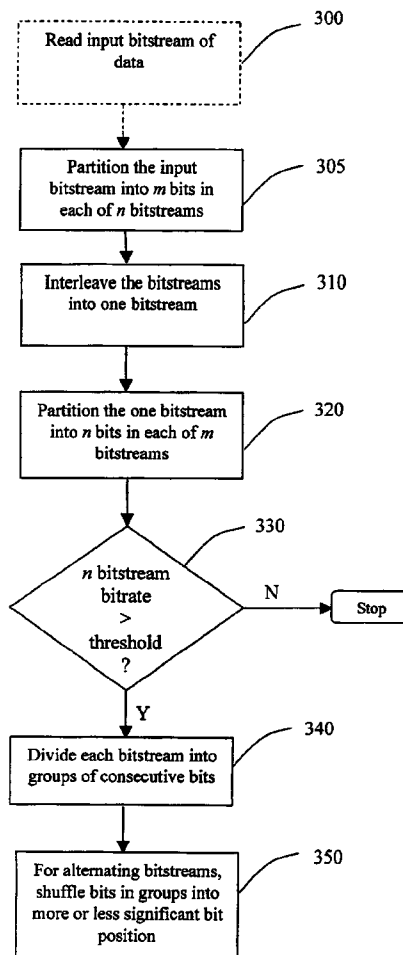 300
Read input bitstream of
data
305
Partition the input
bitstream into m bits in
each of n bitstreams
310
Interleave the bitstreams
into one bitstream
320
Partition the one bitstream
into n bits in each of m
bitstreams
330
n bitstream
bitrate
>
threshold
?
N
Stop
Y
340
Divide each bitstream into
groups of consecutive bits
350
For alternating bitstreams,
shuffle bits in groups into
more or less significant bit
position